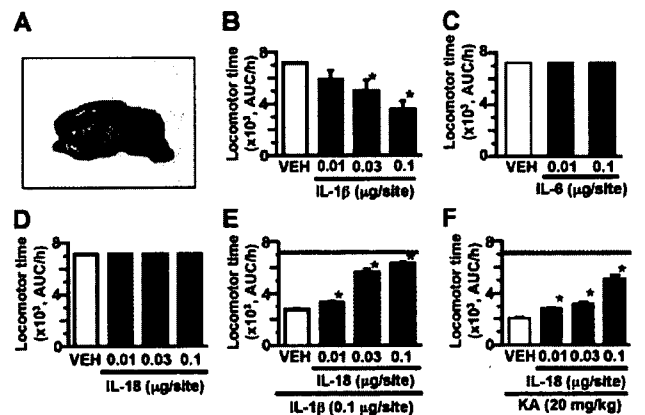 A
B
Locomotor time
(x10³, AUC/h)
8
4
0
VEH 0.01 0.03 0.1
IL-1β (μg/site)
C
Locomotor time
(x10³, AUC/h)
8
4
0
VEH 0.01 0.1
IL-6 (μg/site)
D
Locomotor time
(x10³, AUC/h)
8
4
0
VEH 0.01 0.03 0.1
IL-18 (μg/site)
E
Locomotor time
(x10³, AUC/h)
8
4
0
VEH 0.01 0.03 0.1
IL-18 (μg/site)
IL-1β (0.1 μg/site)
F
Locomotor time
(x10³, AUC/h)
8
4
0
VEH 0.01 0.03 0.1
IL-18 (μg/site)
KA (20 mg/kg)